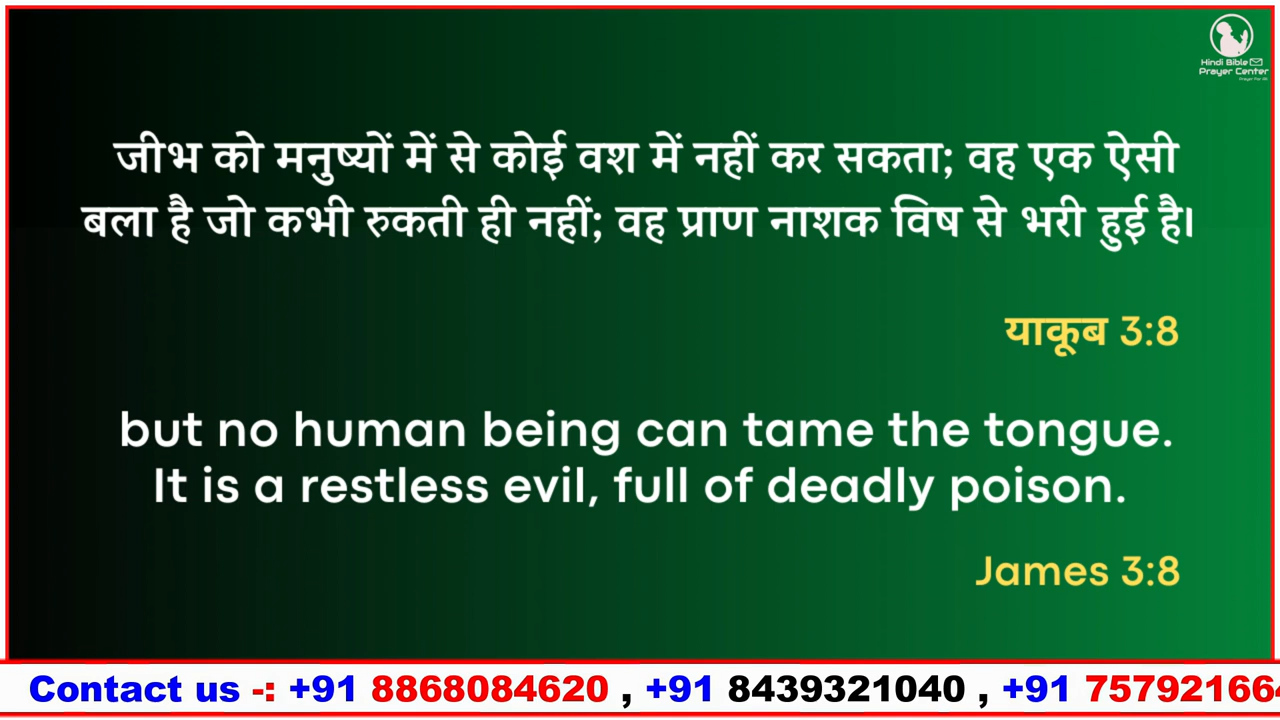 Hindi Bible
Prayer Center
जीभ को मनुष्यों में से कोई वश में नहीं कर सकता; वह एक ऐसी
बला है जो कभी रुकती ही नहीं; वह प्राण नाशक विष से भरी हुई है।
याकूब 3:8
but no human being can tame the tongue.
It is a restless evil, full of deadly poison.
James 3:8
Contact us -: +91 8868084620 , +91 8439321040 , +91 757921664